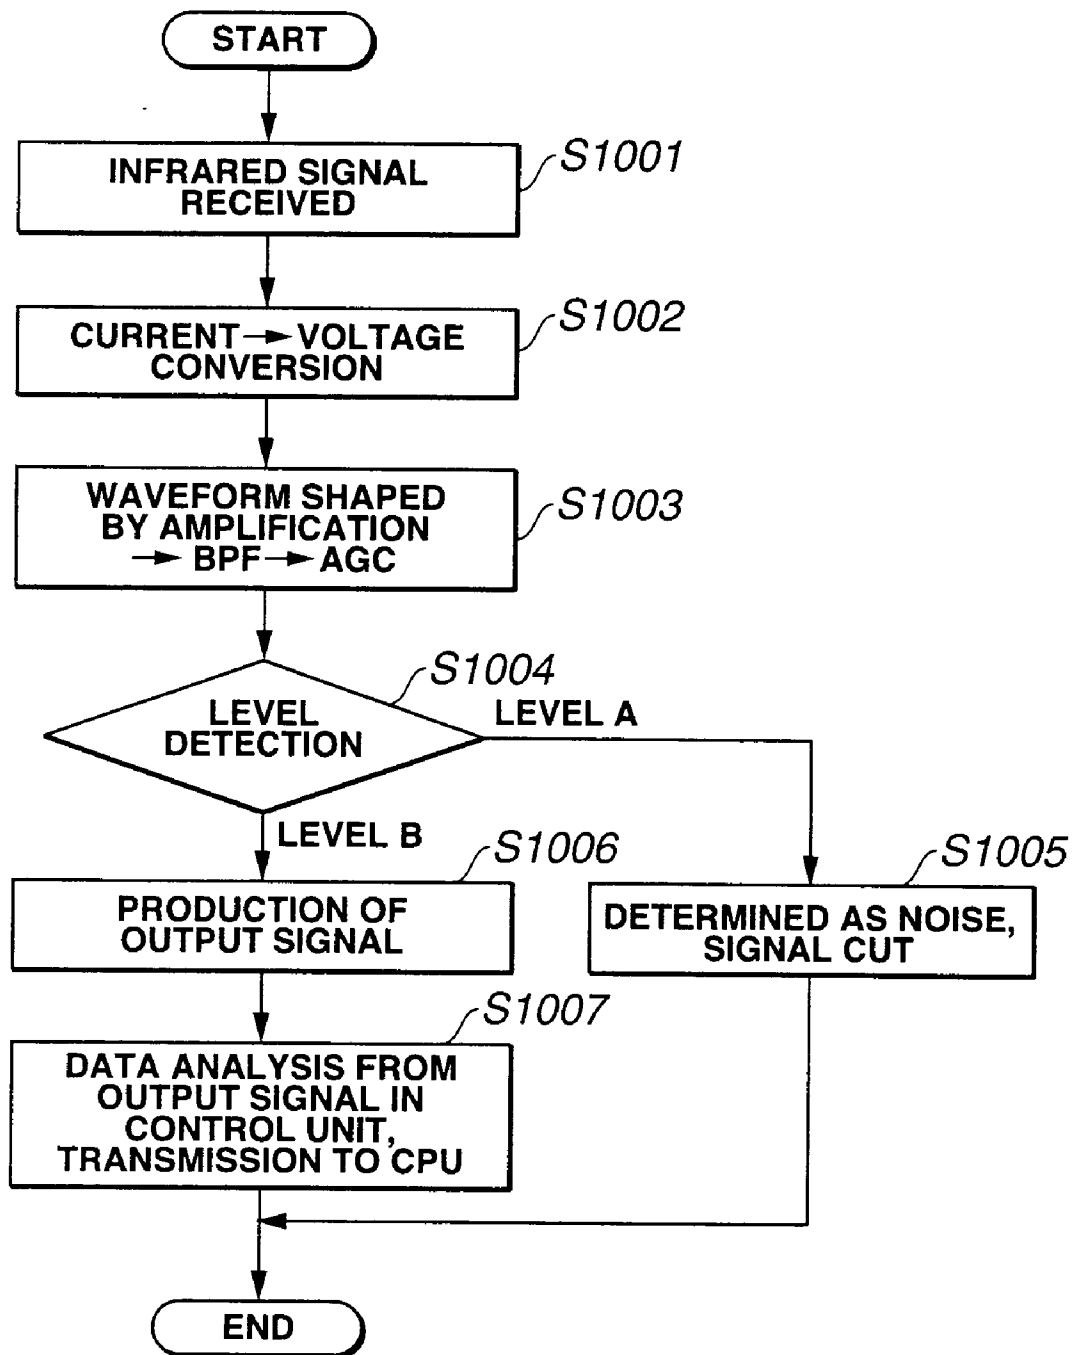 START
INFRARED SIGNAL
RECEIVED
S1001
CURRENT → VOLTAGE
CONVERSION
S1002
WAVEFORM SHAPED
BY AMPLIFICATION
→ BPF → AGC
S1003
LEVEL
DETECTION
S1004
LEVEL A
LEVEL B
DETERMINED AS NOISE,
SIGNAL CUT
S1005
PRODUCTION OF
OUTPUT SIGNAL
S1006
DATA ANALYSIS FROM
OUTPUT SIGNAL IN
CONTROL UNIT,
TRANSMISSION TO CPU
S1007
END